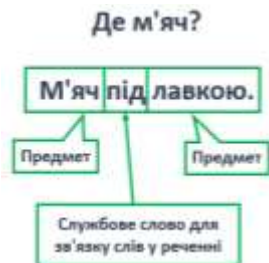 Де м'яч?
М'яч під лавкою.
Предмет
Предмет
Службове слово для
зв'язку слів у реченні